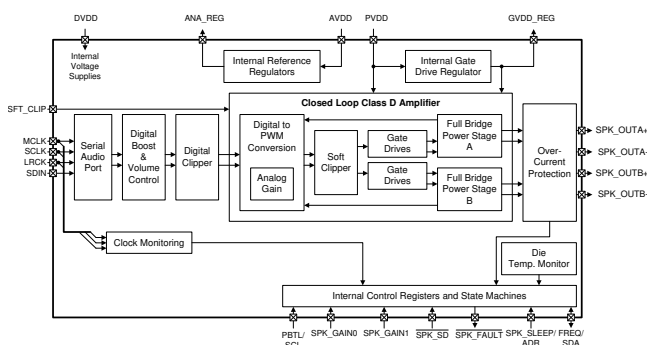 DVDD
ANA_REG
AVDD
PVDD
GVDD_REG
Internal
Voltage
Supplies
Internal Reference
Regulators
Internal Gate
Drive Regulator
SFT_CLIP
Closed Loop Class D Amplifier
MCLK
SCLK
LRCK
SDIN
Serial
Audio
Port
Digital
Boost
&
Volume
Control
Digital
Clipper
Digital to
PWM
Conversion
Analog
Gain
Soft
Clipper
Gate
Drives
Gate
Drives
Full Bridge
Power Stage
A
Full Bridge
Power Stage
B
Over-
Current
Protection
SPK_OUTA+
SPK_OUTA-
SPK_OUTB+
SPK_OUTB-
Clock Monitoring
Die
Temp. Monitor
Internal Control Registers and State Machines
PBTL/
SCL
SPK_GAIN0
SPK_GAIN1
SPK_SD
SPK_FAULT
SPK_SLEEP/
ADR
FREQ/
SDA